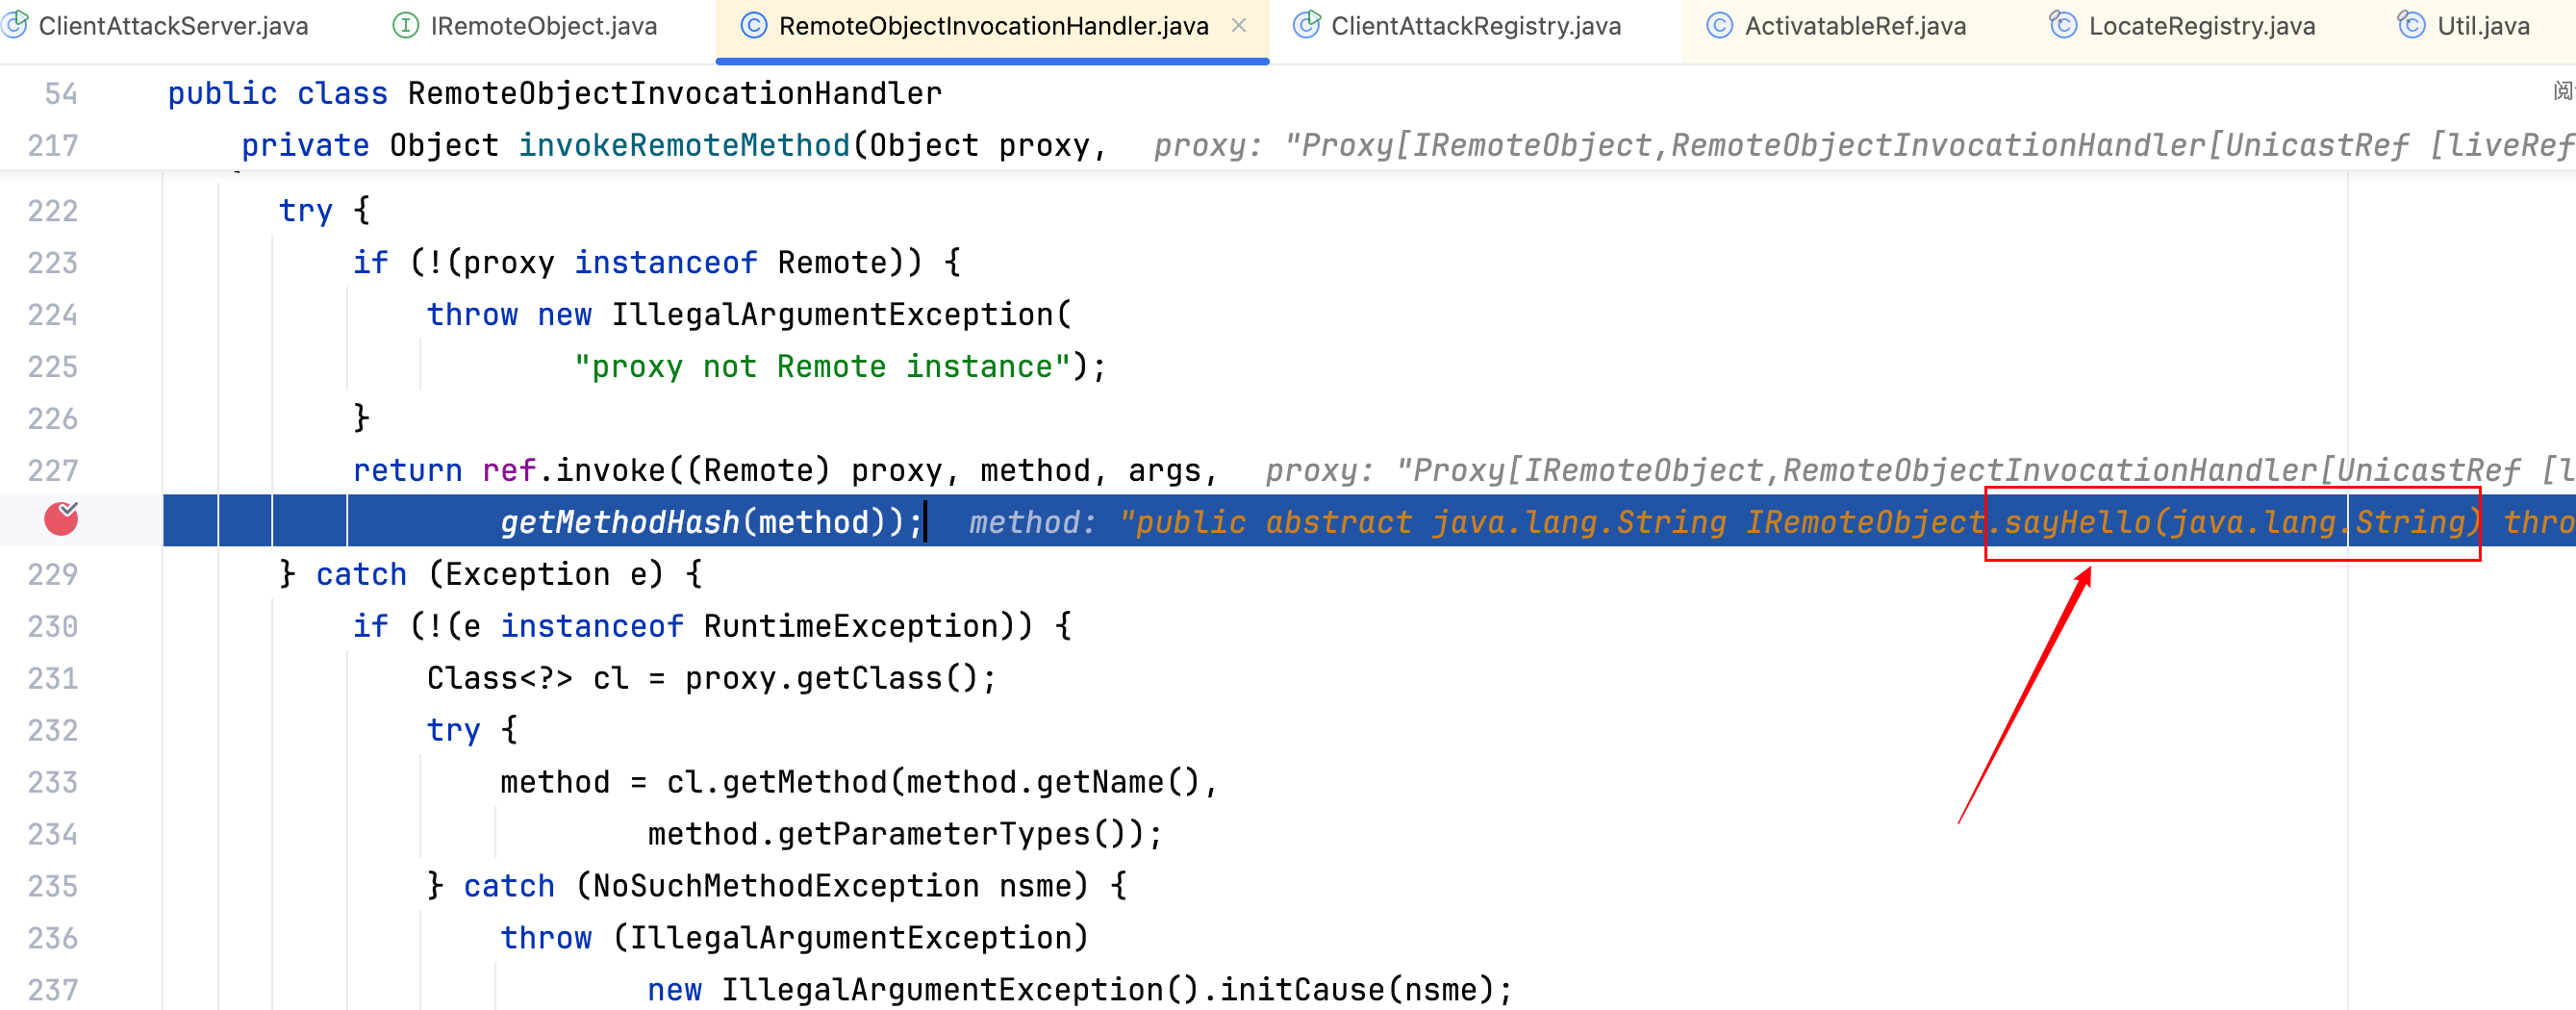 ClientAttackServer.java IRemoteObject.java RemoteObjectInvocationHandler.java ClientAttackRegistry.java ActivatableRef.java LocateRegistry.java Util.java
54 public class RemoteObjectInvocationHandler 阅
217 private Object invokeRemoteMethod(Object proxy, proxy: "Proxy[IRemoteObject,RemoteObjectInvocationHandler[UnicastRef [liveRef
222 try {
223 if (!(proxy instanceof Remote)) {
224 throw new IllegalArgumentException(
225 "proxy not Remote instance");
226 }
227 return ref.invoke((Remote) proxy, method, args, proxy: "Proxy[IRemoteObject,RemoteObjectInvocationHandler[UnicastRef [l
getMethodHash(method)); method: "public abstract java.lang.String IRemoteObject.sayHello(java.lang.String) thro
229 } catch (Exception e) {
230 if (!(e instanceof RuntimeException)) {
231 Class<?> cl = proxy.getClass();
232 try {
233 method = cl.getMethod(method.getName(),
234 method.getParameterTypes());
235 } catch (NoSuchMethodException nsme) {
236 throw (IllegalArgumentException)
237 new IllegalArgumentException().initCause(nsme);